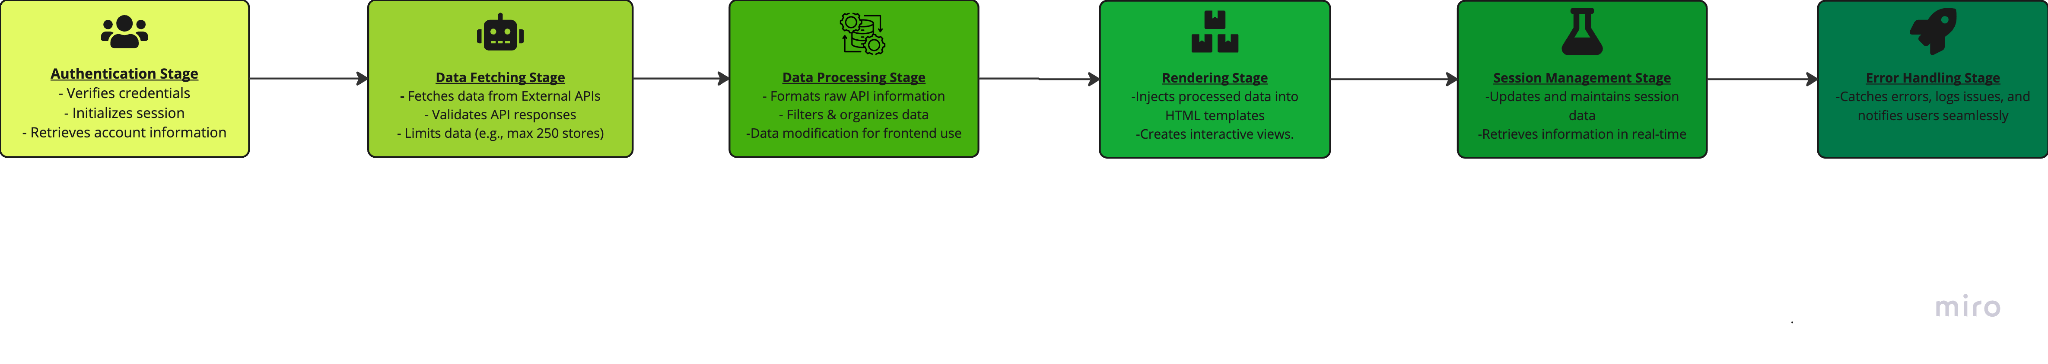 Authentication Stage
- Verifies credentials
- Initializes session
- Retrieves account information
Data Fetching Stage
- Fetches data from External APIs
- Validates API responses
- Limits data (e.g., max 250 stores)
Data Processing Stage
- Formats raw API information
- Filters & organizes data
-Data modification for frontend use
Rendering Stage
-Injects processed data into
HTML templates
-Creates interactive views.
Session Management Stage
-Updates and maintains session
data
-Retrieves information in real-time
Error Handling Stage
-Catches errors, logs issues, and
notifies users seamlessly
.
miro